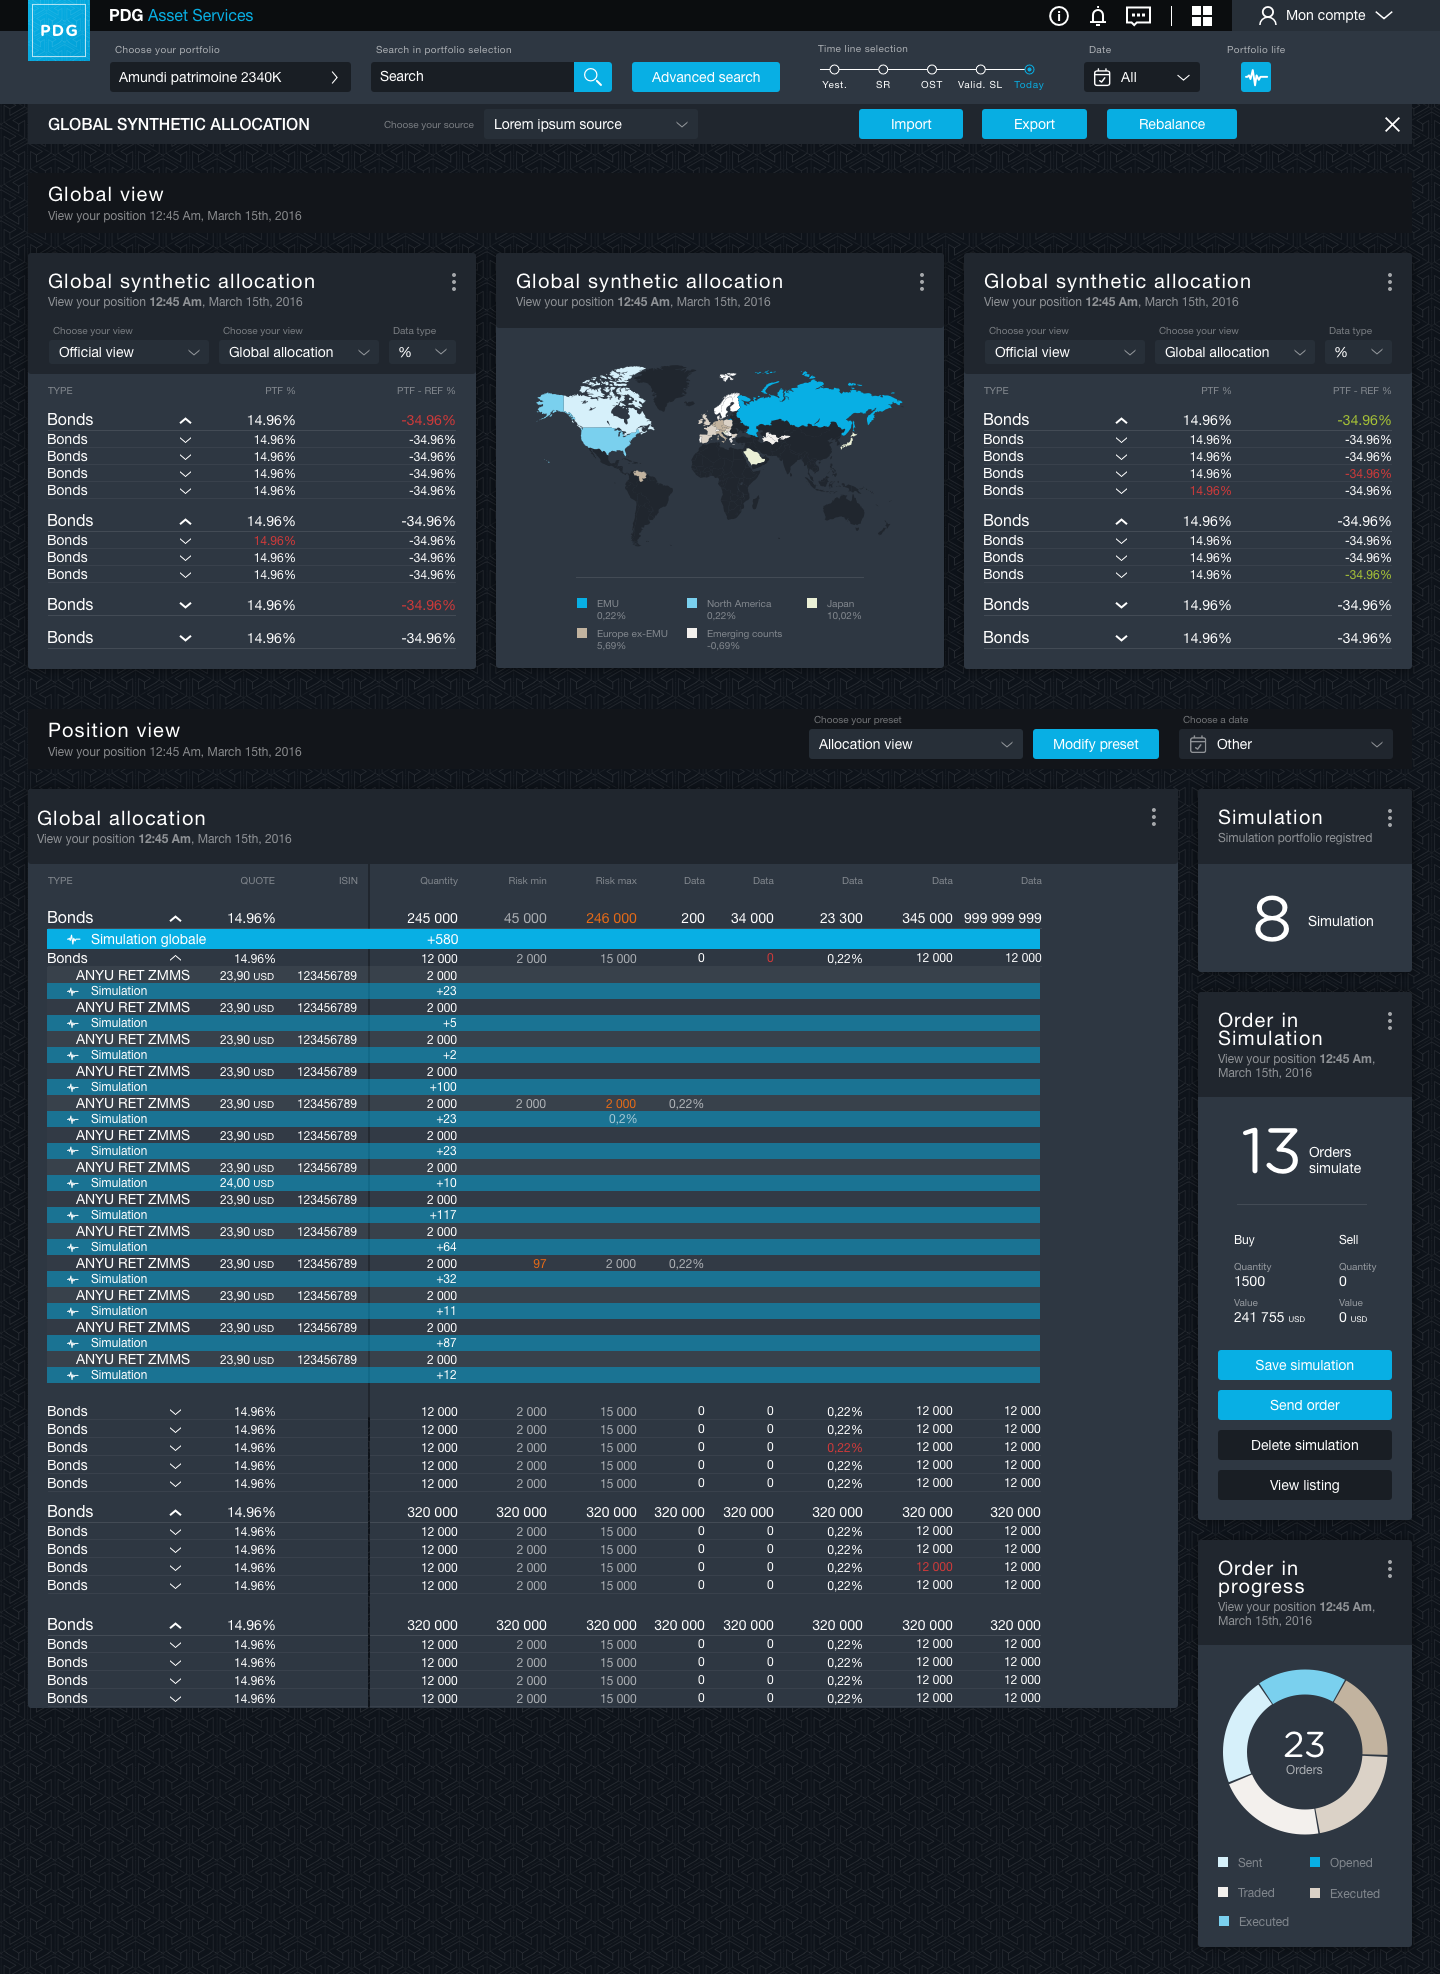 PDG
PDG Asset Services
Mon compte
Choose your portfolio
Search in portfolio selection
Time line selection
Date
Portfolio life
Amundi patrimoine 2340K
Search
Advanced search
Yest. SR OST Valid. SL Today
All
GLOBAL SYNTHETIC ALLOCATION
Choose your source
Lorem ipsum source
Import
Export
Rebalance
Global view
View your position 12:45 Am, March 15th, 2016
Global synthetic allocation
View your position 12:45 Am, March 15th, 2016
Choose your view Choose your view Data type
Official view Global allocation %
TYPE PTF % PTF - REF %
Bonds 14.96% -34.96%
Bonds 14.96% -34.96%
Bonds 14.96% -34.96%
Bonds 14.96% -34.96%
Bonds 14.96% -34.96%
Bonds 14.96% -34.96%
Bonds 14.96% -34.96%
Bonds 14.96% -34.96%
Bonds 14.96% -34.96%
Bonds 14.96% -34.96%
Bonds 14.96% -34.96%
Global synthetic allocation
View your position 12:45 Am, March 15th, 2016
EMU
0,22%
North America
0,22%
Japan
10,02%
Europe ex-EMU
5,69%
Emerging counts
-0,69%
Global synthetic allocation
View your position 12:45 Am, March 15th, 2016
Choose your view Choose your view Data type
Official view Global allocation %
TYPE PTF % PTF - REF %
Bonds 14.96% -34.96%
Bonds 14.96% -34.96%
Bonds 14.96% -34.96%
Bonds 14.96% -34.96%
Bonds 14.96% -34.96%
Bonds 14.96% -34.96%
Bonds 14.96% -34.96%
Bonds 14.96% -34.96%
Bonds 14.96% -34.96%
Bonds 14.96% -34.96%
Bonds 14.96% -34.96%
Position view
View your position 12:45 Am, March 15th, 2016
Choose your preset
Allocation view
Modify preset
Choose a date
Other
Global allocation
View your position 12:45 Am, March 15th, 2016
TYPE QUOTE ISIN Quantity Risk min Risk max Data Data Data Data Data
Bonds 14.96% 245 000 45 000 246 000 200 34 000 23 300 345 000 999 999 999
Simulation globale +580
Bonds 14.96% 12 000 2 000 15 000 0 0 0,22% 12 000 12 000
ANYU RET ZMMS 23,90 USD 123456789 2 000
Simulation +23
ANYU RET ZMMS 23,90 USD 123456789 2 000
Simulation +5
ANYU RET ZMMS 23,90 USD 123456789 2 000
Simulation +2
ANYU RET ZMMS 23,90 USD 123456789 2 000
Simulation +100
ANYU RET ZMMS 23,90 USD 123456789 2 000 2 000 2 000 0,22%
Simulation +23 0,2%
ANYU RET ZMMS 23,90 USD 123456789 2 000
Simulation +23
ANYU RET ZMMS 23,90 USD 123456789 2 000
Simulation 24,00 USD +10
ANYU RET ZMMS 23,90 USD 123456789 2 000
Simulation +117
ANYU RET ZMMS 23,90 USD 123456789 2 000
Simulation +64
ANYU RET ZMMS 23,90 USD 123456789 2 000 97 2 000 0,22%
Simulation +32
ANYU RET ZMMS 23,90 USD 123456789 2 000
Simulation +11
ANYU RET ZMMS 23,90 USD 123456789 2 000
Simulation +87
ANYU RET ZMMS 23,90 USD 123456789 2 000
Simulation +12
Bonds 14.96% 12 000 2 000 15 000 0 0 0,22% 12 000 12 000
Bonds 14.96% 12 000 2 000 15 000 0 0 0,22% 12 000 12 000
Bonds 14.96% 12 000 2 000 15 000 0 0 0,22% 12 000 12 000
Bonds 14.96% 12 000 2 000 15 000 0 0 0,22% 12 000 12 000
Bonds 14.96% 12 000 2 000 15 000 0 0 0,22% 12 000 12 000
Bonds 14.96% 320 000 320 000 320 000 320 000 320 000 320 000 320 000 320 000
Bonds 14.96% 12 000 2 000 15 000 0 0 0,22% 12 000 12 000
Bonds 14.96% 12 000 2 000 15 000 0 0 0,22% 12 000 12 000
Bonds 14.96% 12 000 2 000 15 000 0 0 0,22% 12 000 12 000
Bonds 14.96% 12 000 2 000 15 000 0 0 0,22% 12 000 12 000
Bonds 14.96% 320 000 320 000 320 000 320 000 320 000 320 000 320 000 320 000
Bonds 14.96% 12 000 2 000 15 000 0 0 0,22% 12 000 12 000
Bonds 14.96% 12 000 2 000 15 000 0 0 0,22% 12 000 12 000
Bonds 14.96% 12 000 2 000 15 000 0 0 0,22% 12 000 12 000
Bonds 14.96% 12 000 2 000 15 000 0 0 0,22% 12 000 12 000
Simulation
Simulation portfolio registred
8 Simulation
Order in
Simulation
View your position 12:45 Am,
March 15th, 2016
13 Orders
simulate
Buy Sell
Quantity Quantity
1500 0
Value Value
241 755 USD 0 USD
Save simulation
Send order
Delete simulation
View listing
Order in
progress
View your position 12:45 Am,
March 15th, 2016
23
Orders
Sent Opened
Traded Executed
Executed